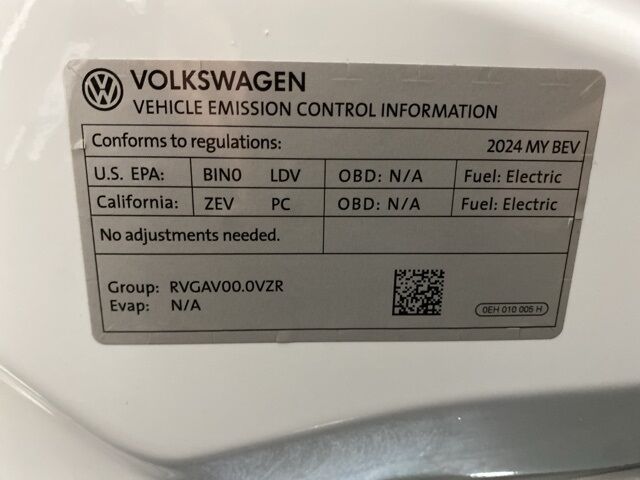 VOLKSWAGEN
VEHICLE EMISSION CONTROL INFORMATION
Conforms to regulations: 2024 MY BEV
U.S. EPA: BIN0 LDV OBD: N/A Fuel: Electric
California: ZEV PC OBD: N/A Fuel: Electric
No adjustments needed.
Group: RVGAV00.0VZR
Evap: N/A
0EH 010 005 H